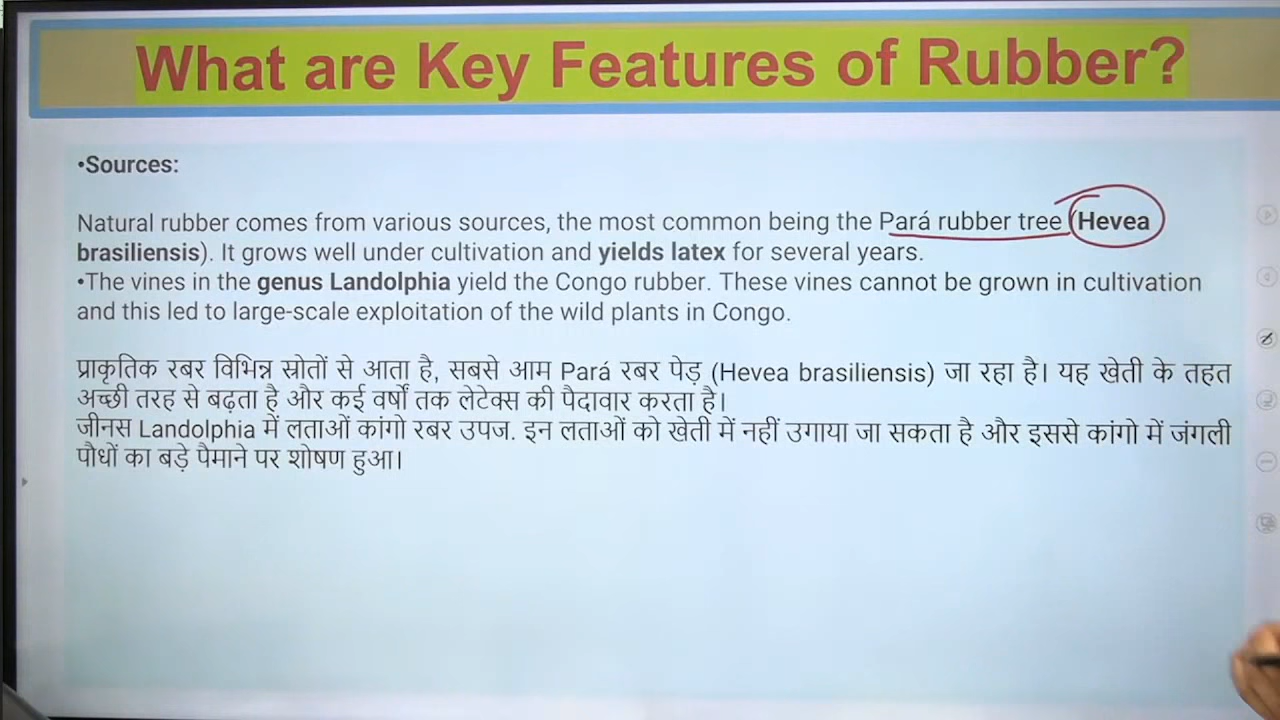 What are Key Features of Rubber?
•Sources:
Natural rubber comes from various sources, the most common being the Pará rubber tree (Hevea
brasiliensis). It grows well under cultivation and yields latex for several years.
•The vines in the genus Landolphia yield the Congo rubber. These vines cannot be grown in cultivation
and this led to large-scale exploitation of the wild plants in Congo.
प्राकृतिक रबर विभिन्न स्रोतों से आता है, सबसे आम Pará रबर पेड़ (Hevea brasiliensis) जा रहा है। यह खेती के तहत
अच्छी तरह से बढ़ता है और कई वर्षों तक लेटेक्स की पैदावार करता है।
जीनस Landolphia में लताओं कांगो रबर उपज. इन लताओं को खेती में नहीं उगाया जा सकता है और इससे कांगो में जंगली
पौधों का बड़े पैमाने पर शोषण हुआ।